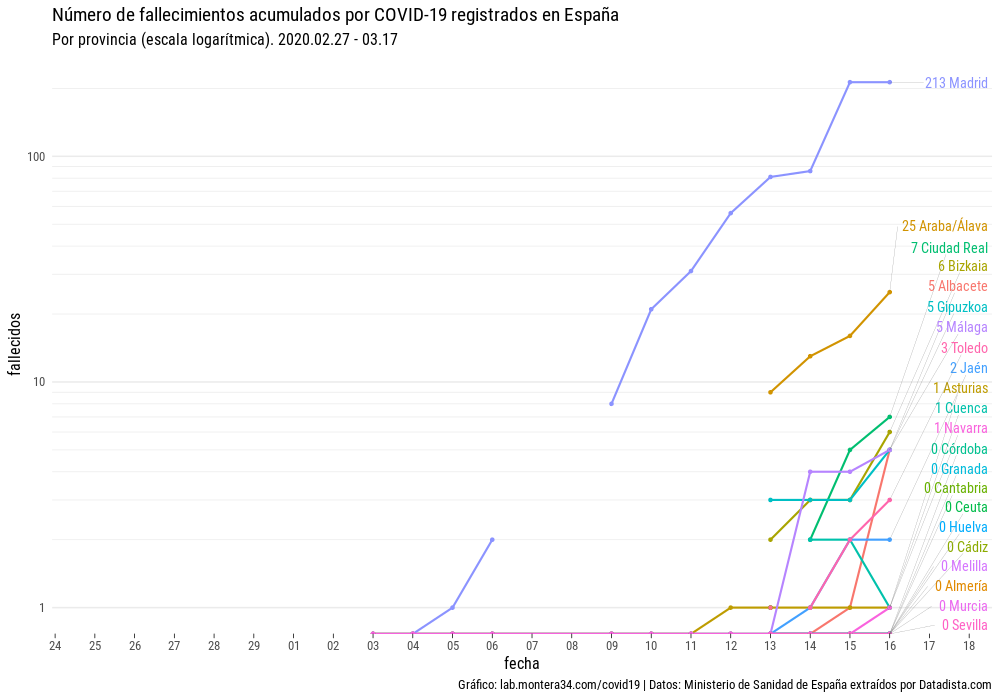 Número de fallecimientos acumulados por COVID-19 registrados en España
Por provincia (escala logarítmica). 2020.02.27 - 03.17
213 Madrid
100
25 Araba/Álava
7 Ciudad Real
6 Bizkaia
5 Albacete
5 Gipuzkoa
5 Málaga
3 Toledo
2 Jaén
10
1 Asturias
1 Cuenca
1 Navarra
0 Córdoba
0 Granada
0 Cantabria
0 Ceuta
0 Huelva
0 Cádiz
0 Melilla
0 Almería
1
0 Murcia
0 Sevilla
fallecidos
24 25 26 27 28 29 01 01 02 03 04 05 06 07 08 09 10 11 12 13 14 15 16 17 18
fecha
Gráfico: lab.montera34.com/covid19 | Datos: Ministerio de Sanidad de España extraídos por Datadista.com